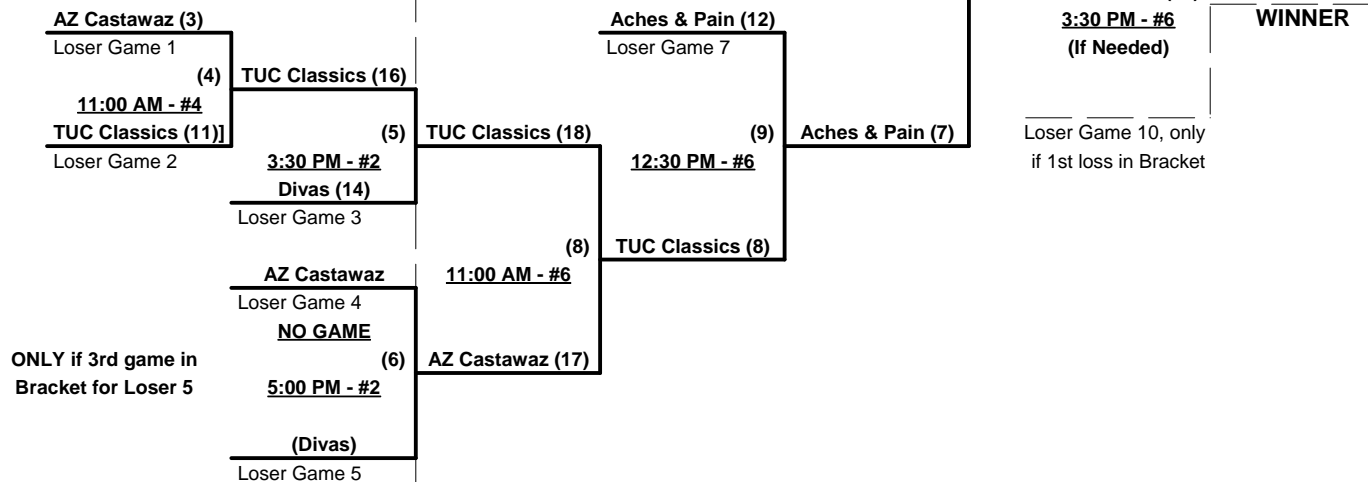 AZ Castawaz (3)
Loser Game 1
(4)
11:00 AM - #4
TUC Classics (11)]
Loser Game 2
TUC Classics (16)
(5)
3:30 PM - #2
Divas (14)
Loser Game 3
AZ Castawaz
Loser Game 4
NO GAME
(6)
5:00 PM - #2
(Divas)
Loser Game 5
ONLY if 3rd game in
Bracket for Loser 5
TUC Classics (18)
(8)
11:00 AM - #6
AZ Castawaz (17)
Aches & Pain (12)
Loser Game 7
(9)
12:30 PM - #6
TUC Classics (8)
Aches & Pain (7)
3:30 PM - #6
(If Needed)
WINNER
Loser Game 10, only
if 1st loss in Bracket